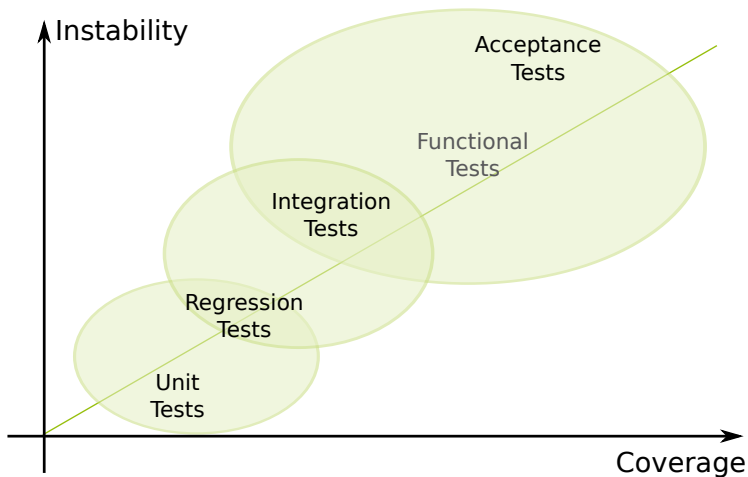 Instability
Acceptance
Tests
Functional
Tests
Integration
Tests
Regression
Tests
Unit
Tests
Coverage